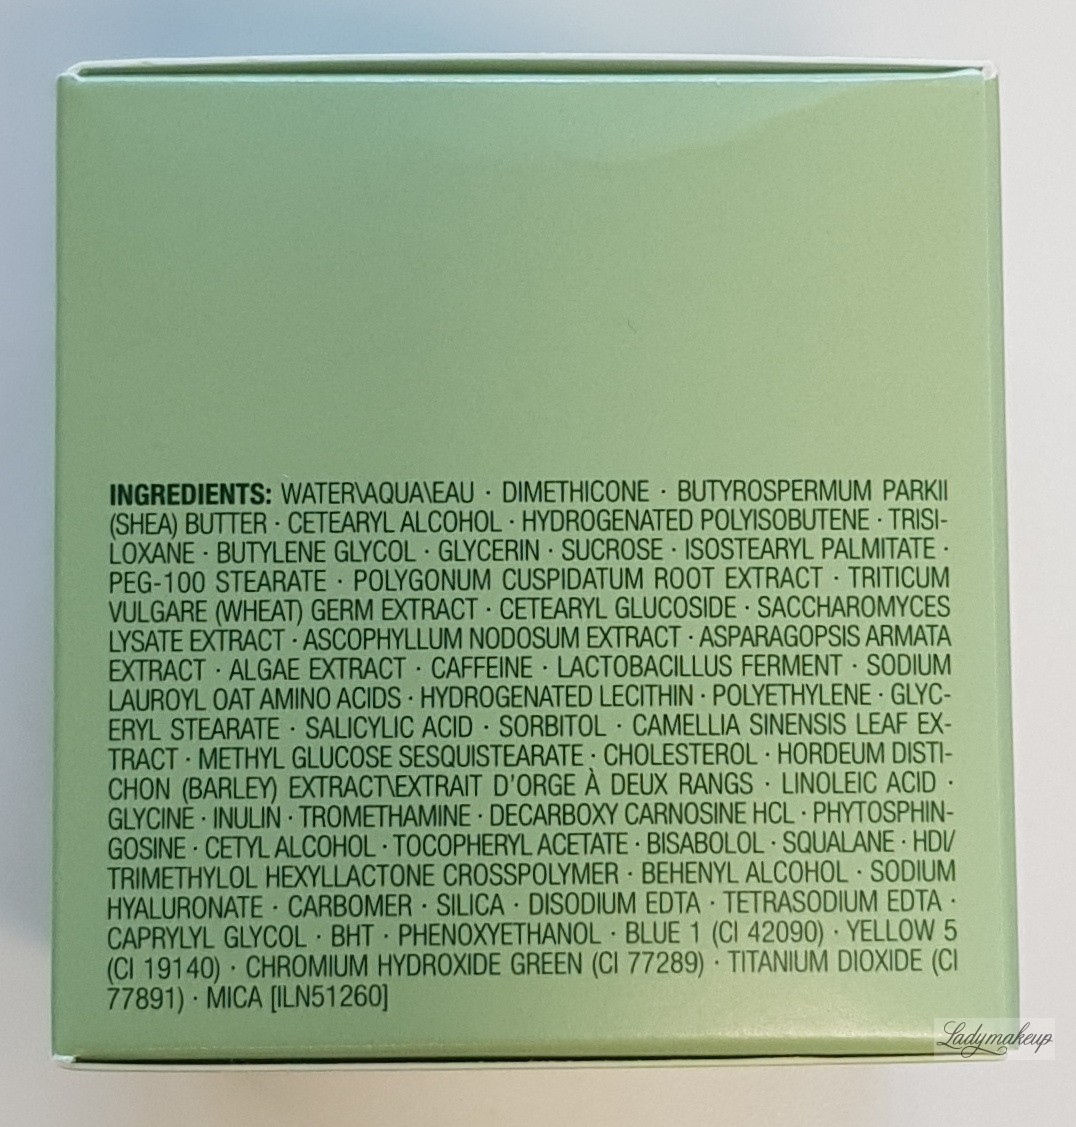 INGREDIENTS: WATER\AQUA\EAU · DIMETHICONE · BUTYROSPERMUM PARKII
(SHEA) BUTTER · CETEARYL ALCOHOL · HYDROGENATED POLYISOBUTENE · TRISI-
LOXANE · BUTYLENE GLYCOL · GLYCERIN · SUCROSE · ISOSTEARYL PALMITATE ·
PEG-100 STEARATE · POLYGONUM CUSPIDATUM ROOT EXTRACT · TRITICUM
VULGARE (WHEAT) GERM EXTRACT · CETEARYL GLUCOSIDE · SACCHAROMYCES
LYSATE EXTRACT · ASCOPHYLLUM NODOSUM EXTRACT · ASPARAGOPSIS ARMATA
EXTRACT · ALGAE EXTRACT · CAFFEINE · LACTOBACILLUS FERMENT · SODIUM
LAUROYL OAT AMINO ACIDS · HYDROGENATED LECITHIN · POLYETHYLENE · GLYC-
ERYL STEARATE · SALICYLIC ACID · SORBITOL · CAMELLIA SINENSIS LEAF EX-
TRACT · METHYL GLUCOSE SESQUISTEARATE · CHOLESTEROL · HORDEUM DISTI-
CHON (BARLEY) EXTRACT\EXTRAIT D'ORGE À DEUX RANGS · LINOLEIC ACID ·
GLYCINE · INULIN · TROMETHAMINE · DECARBOXY CARNOSINE HCL · PHYTOSPHIN-
GOSINE · CETYL ALCOHOL · TOCOPHERYL ACETATE · BISABOLOL · SQUALANE · HDI/
TRIMETHYLOL HEXYLLACTONE CROSSPOLYMER · BEHENYL ALCOHOL · SODIUM
HYALURONATE · CARBOMER · SILICA · DISODIUM EDTA · TETRASODIUM EDTA ·
CAPRYLYL GLYCOL · BHT · PHENOXYETHANOL · BLUE 1 (CI 42090) · YELLOW 5
(CI 19140) · CHROMIUM HYDROXIDE GREEN (CI 77289) · TITANIUM DIOXIDE (CI
77891) · MICA [ILN51260]
Ladymakeup